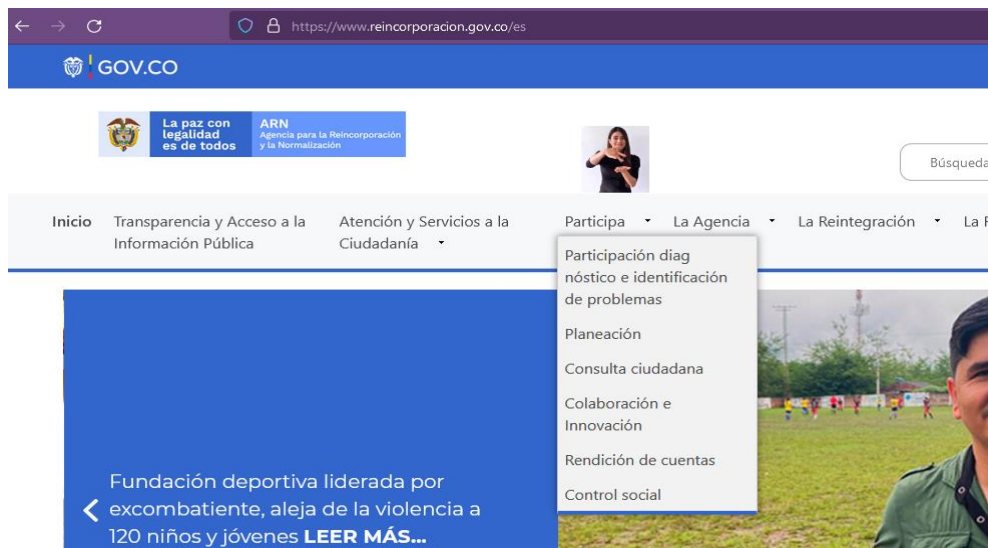 https://www.reincorporacion.gov.co/es
GOV.CO
La paz con
legalidad
es de todos
ARN
Agencia para la Reincorporación
y la Normalización
Búsqueda
Inicio
Transparencia y Acceso a la
Información Pública
Atención y Servicios a la
Ciudadanía
Participa
La Agencia
La Reintegración
La
Participación diag
nóstico e identificación
de problemas
Planeación
Consulta ciudadana
Colaboración e
Innovación
Rendición de cuentas
Control social
Fundación deportiva liderada por
excombatiente, aleja de la violencia a
120 niños y jóvenes LEER MÁS...